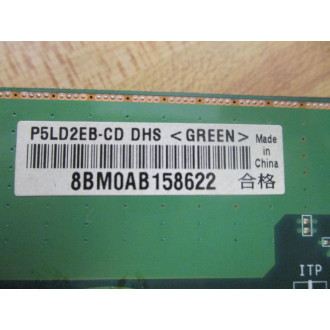 P5LD2EB-CD DHS <GREEN>
Made
in
China
8BM0AB158622
合格
ITP